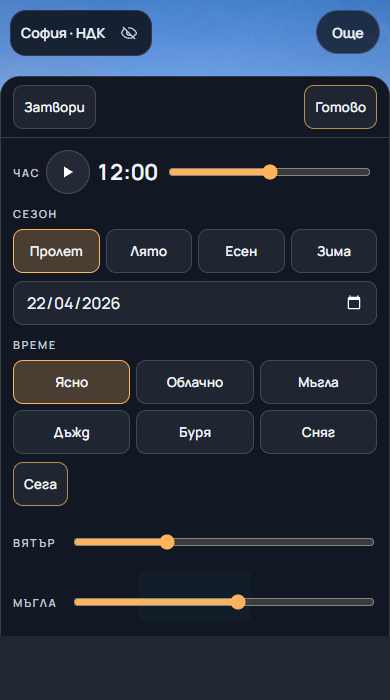 София · НДК
Още
Затвори
Готово
ЧАС
12:00
СЕЗОН
Пролет
Лято
Есен
Зима
22/04/2026
ВРЕМЕ
Ясно
Облачно
Мъгла
Дъжд
Буря
Сняг
Сега
ВЯТЪР
МЪГЛА